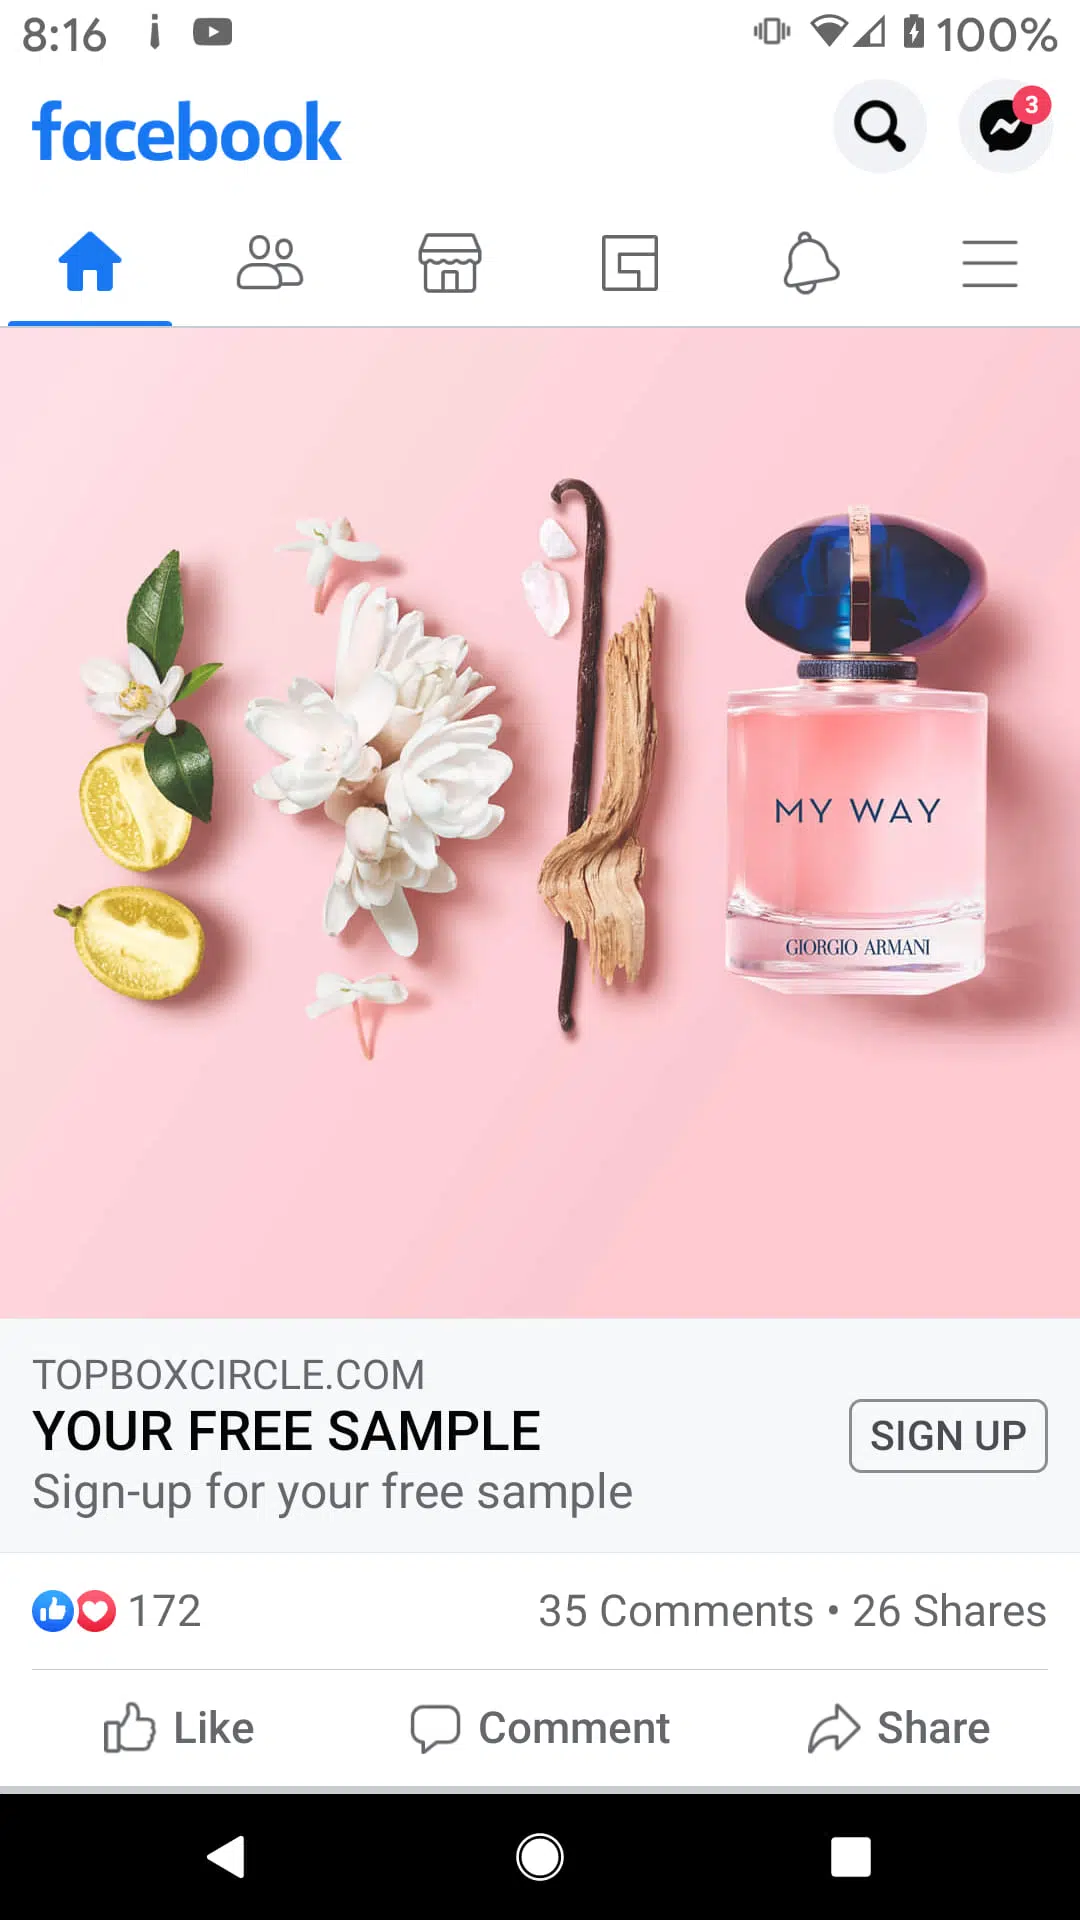 8:16 100%
facebook
3
MY WAY
GIORGIO ARMANI
TOPBOXCIRCLE.COM
YOUR FREE SAMPLE
Sign-up for your free sample
SIGN UP
172 35 Comments • 26 Shares
Like Comment Share